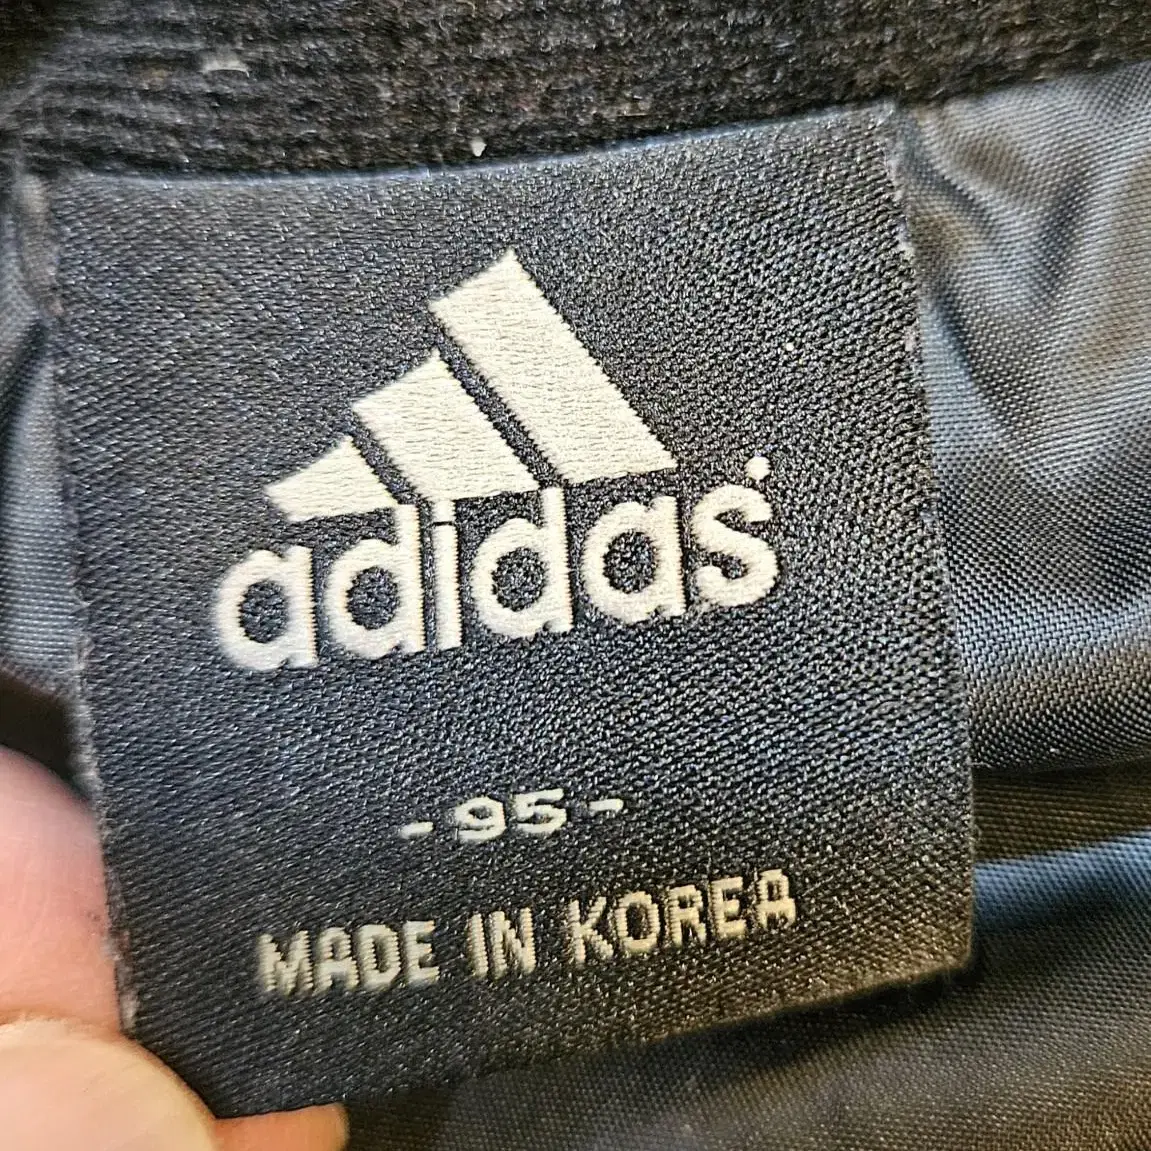 adidas
-95-
MADE IN KOREA